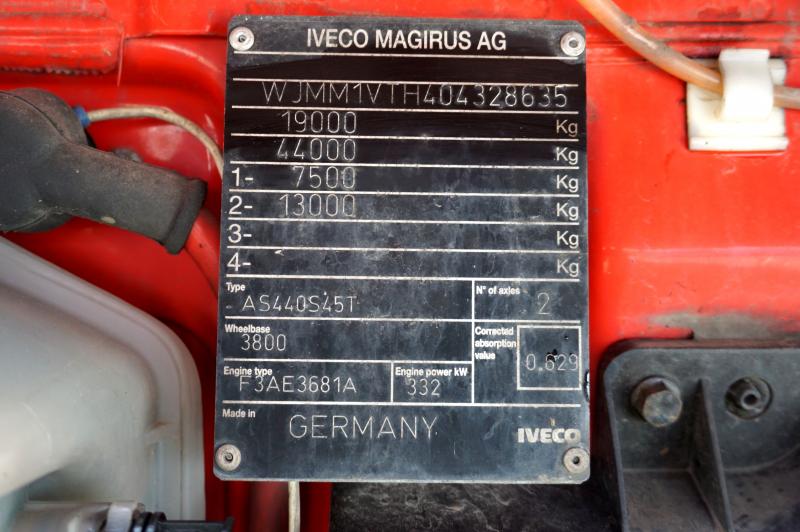 IVECO MAGIRUS AG
WJMM1VTH404328635
19000 Kg
44000 Kg
1- 7500 Kg
2- 13000 Kg
3- Kg
4- Kg
Type N° of axles
AS440S45T 2
Wheelbase Corrected absorption value
3800 0.629
Engine type Engine power kW
F3AE3681A 332
Made in
GERMANY IVECO